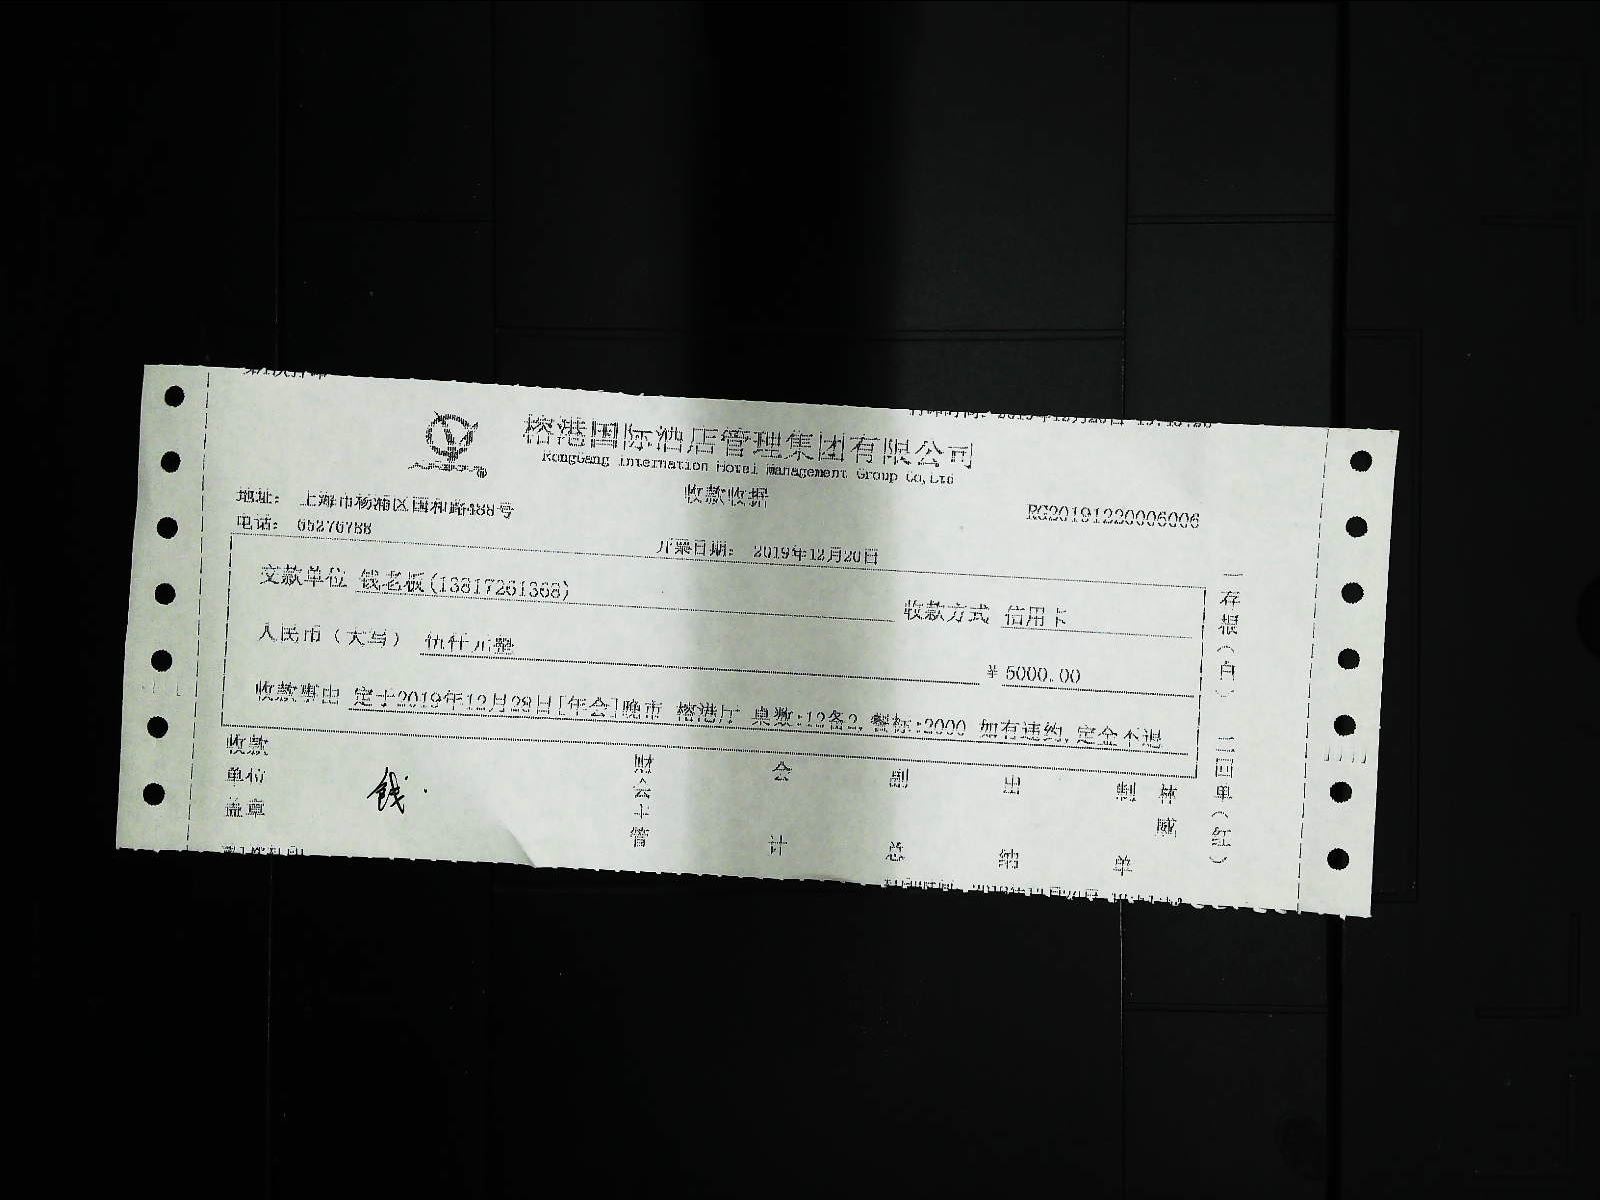 榕港国际酒店管理集团有限公司
RongGang Internation Hotel Management Group Co,Ltd
收款收据
地址： 上海市杨浦区国和路488号
RG20191220006006
电话： 65276788
开票日期： 2019年12月20日
交款单位 钱老板(13817261368)
收款方式 信用卡
人民币（大写） 伍仟元整
¥ 5000.00
收款事由 定于2019年12月28日[年会]晚市 榕港厅 桌数:12备2,餐标:2000 如有违约,定金不退
一存根（白） 二回单（红）
收款单位盖章
钱
财会主管
会计
副总
出纳
制单
林威